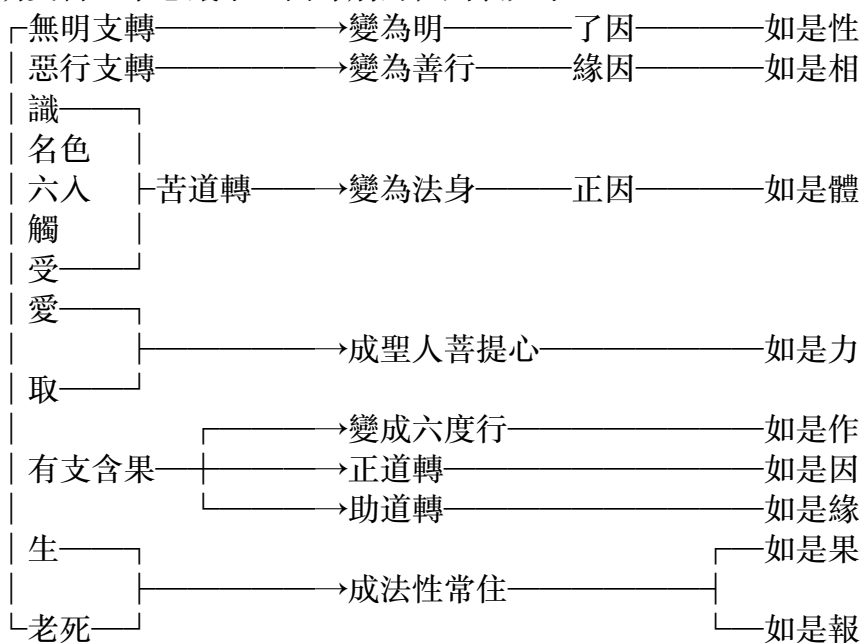 無明支轉 變為明 了因 如是性
惡行支轉 變為善行 緣因 如是相
識
名色
六入 苦道轉 變為法身 正因 如是體
觸
受
愛
成聖人菩提心 如是力
取
變成六度行 如是作
有支含果 正道轉 如是因
助道轉 如是緣
生 如是果
成法性常住
老死 如是報